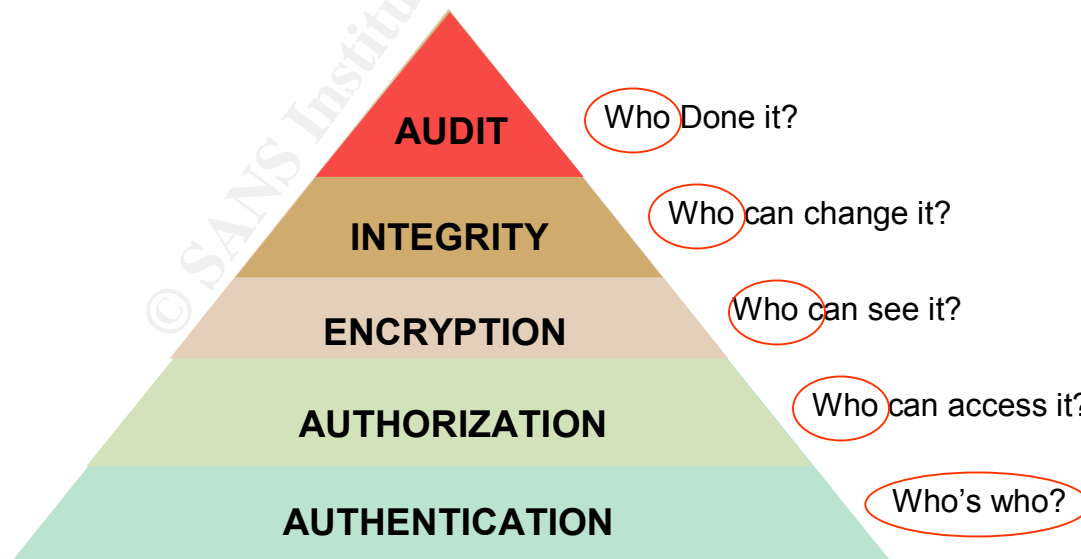 © SANS Institu
AUDIT
Who Done it?
INTEGRITY
Who can change it?
ENCRYPTION
Who can see it?
AUTHORIZATION
Who can access it?
AUTHENTICATION
Who's who?